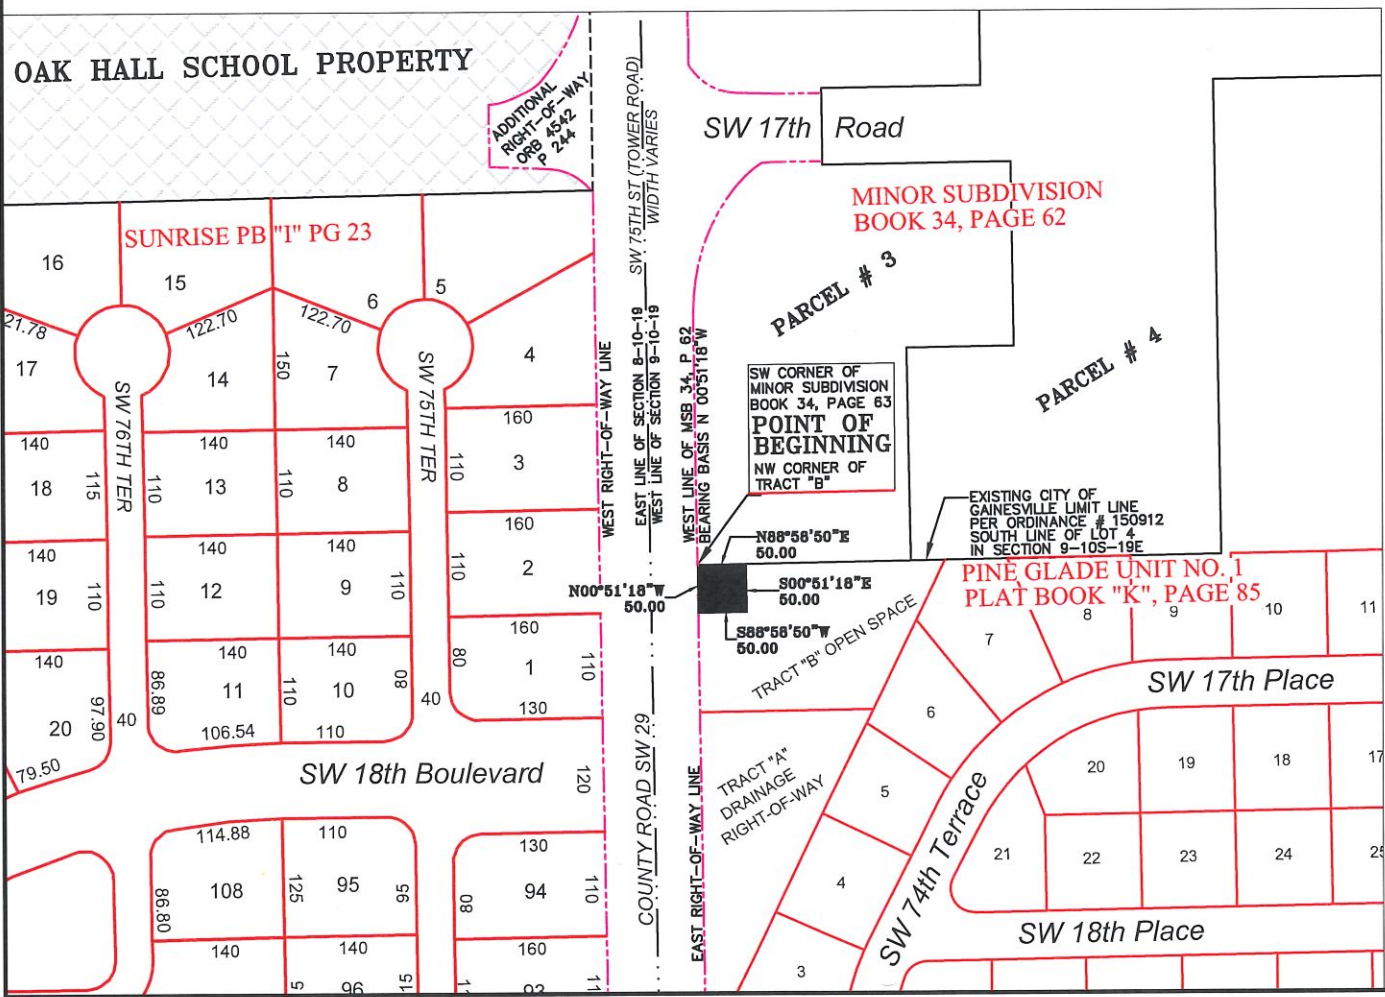 OAK HALL SCHOOL PROPERTY
ADDITIONAL
RIGHT-OF-WAY
ORB 4542
P 244
SW 75TH ST (TOWER ROAD)
WIDTH VARIES
SW 17th Road
MINOR SUBDIVISION
BOOK 34, PAGE 62
SUNRISE PB "I" PG 23
PARCEL # 3
PARCEL # 4
16
15
6
5
21.78
122.70
122.70
17
14
150
7
4
SW 76TH TER
SW 75TH TER
WEST RIGHT-OF-WAY LINE
EAST LINE OF SECTION 8-10-19
WEST LINE OF SECTION 9-10-19
WEST LINE OF MSB 34, P 62
BEARING BASIS N 00°51'18"W
SW CORNER OF
MINOR SUBDIVISION
BOOK 34, PAGE 63
POINT OF
BEGINNING
NW CORNER OF
TRACT "B"
EXISTING CITY OF
GAINESVILLE LIMIT LINE
PER ORDINANCE # 150912
SOUTH LINE OF LOT 4
IN SECTION 9-10S-19E
140
140
140
160
18
115
110
13
110
8
110
3
140
140
140
160
19
110
110
12
9
110
110
2
160
140
140
140
20
97.90
86.89
11
110
10
80
80
1
110
40
40
106.54
110
130
79.50
N88°58'50"E
50.00
N00°51'18"W
50.00
S00°51'18"E
50.00
S88°58'50"W
50.00
PINE GLADE UNIT NO. 1
PLAT BOOK "K", PAGE 85
TRACT "B" OPEN SPACE
7
8
9
10
11
SW 17th Place
6
TRACT "A"
DRAINAGE
RIGHT-OF-WAY
5
4
3
20
19
18
17
21
22
23
24
25
SW 74th Terrace
SW 18th Place
SW 18th Boulevard
120
COUNTY ROAD SW 29
EAST RIGHT-OF-WAY LINE
114.88
110
130
86.80
108
125
95
95
80
94
110
140
140
160
96